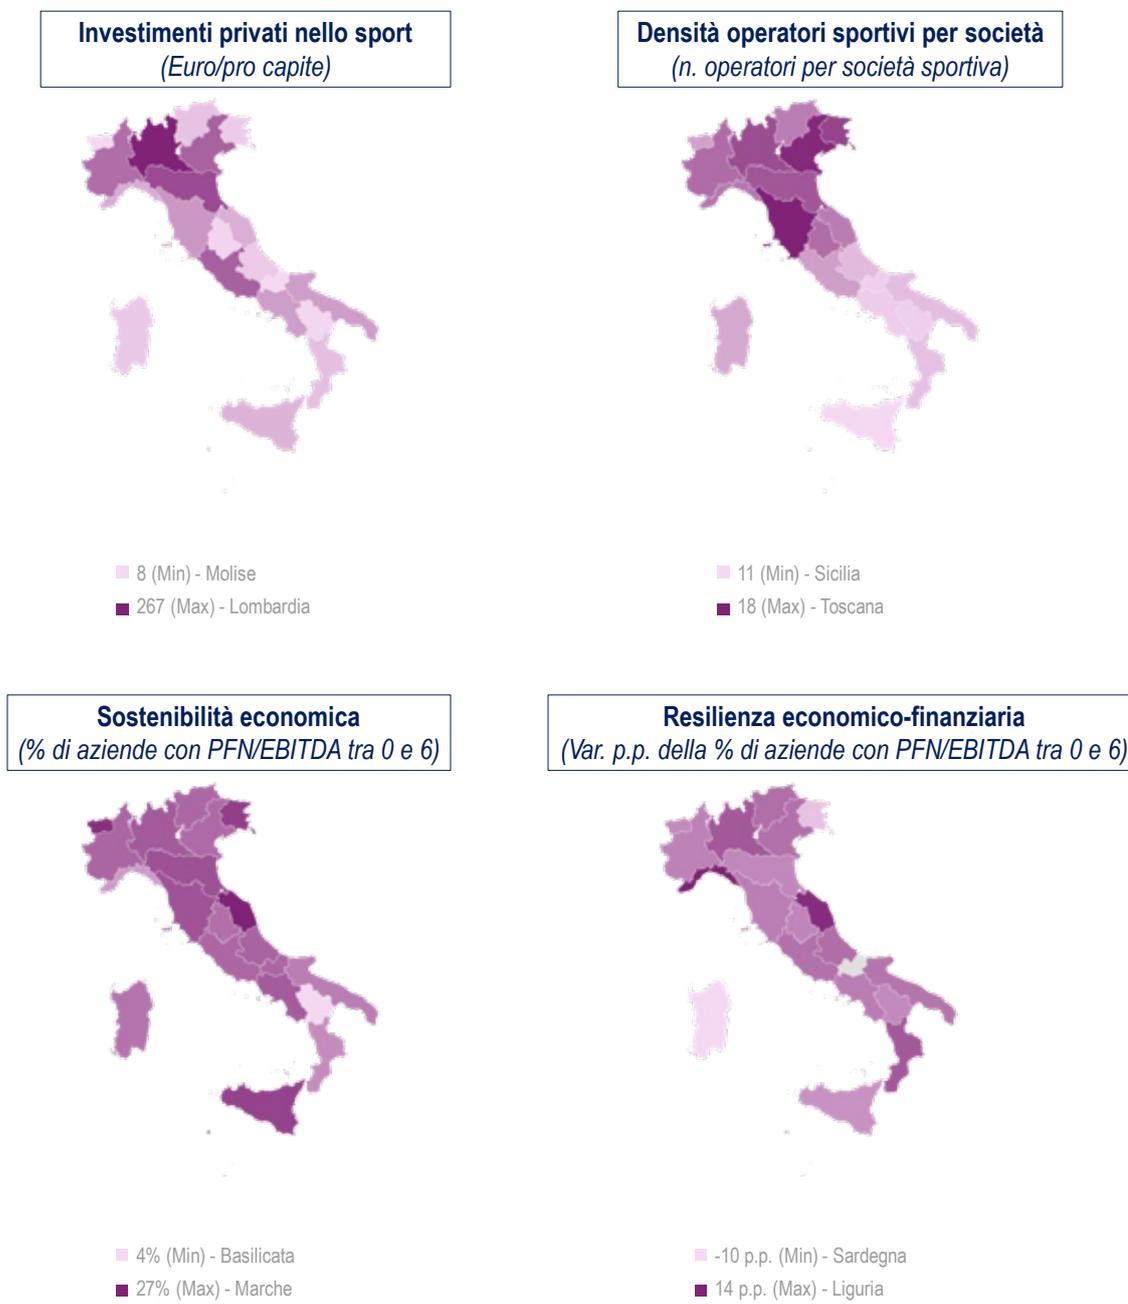 Investimenti privati nello sport
(Euro/pro capite)
Densità operatori sportivi per società
(n. operatori per società sportiva)
8 (Min) - Molise
267 (Max) - Lombardia
11 (Min) - Sicilia
18 (Max) - Toscana
Sostenibilità economica
(% di aziende con PFN/EBITDA tra 0 e 6)
Resilienza economico-finanziaria
(Var. p.p. della % di aziende con PFN/EBITDA tra 0 e 6)
4% (Min) - Basilicata
27% (Max) - Marche
-10 p.p. (Min) - Sardegna
14 p.p. (Max) - Liguria